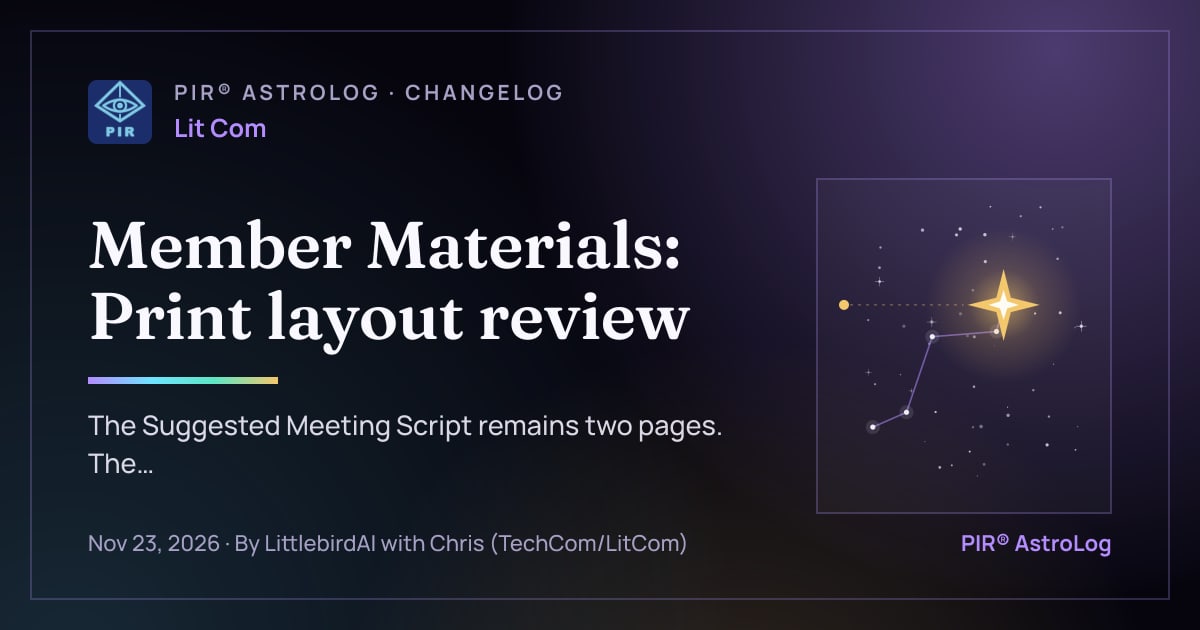 PIR
PIR® ASTROLOG · CHANGELOG
Lit Com
Member Materials:
Print layout review
The Suggested Meeting Script remains two pages.
The…
Nov 23, 2026 · By LittlebirdAI with Chris (TechCom/LitCom)
PIR® AstroLog